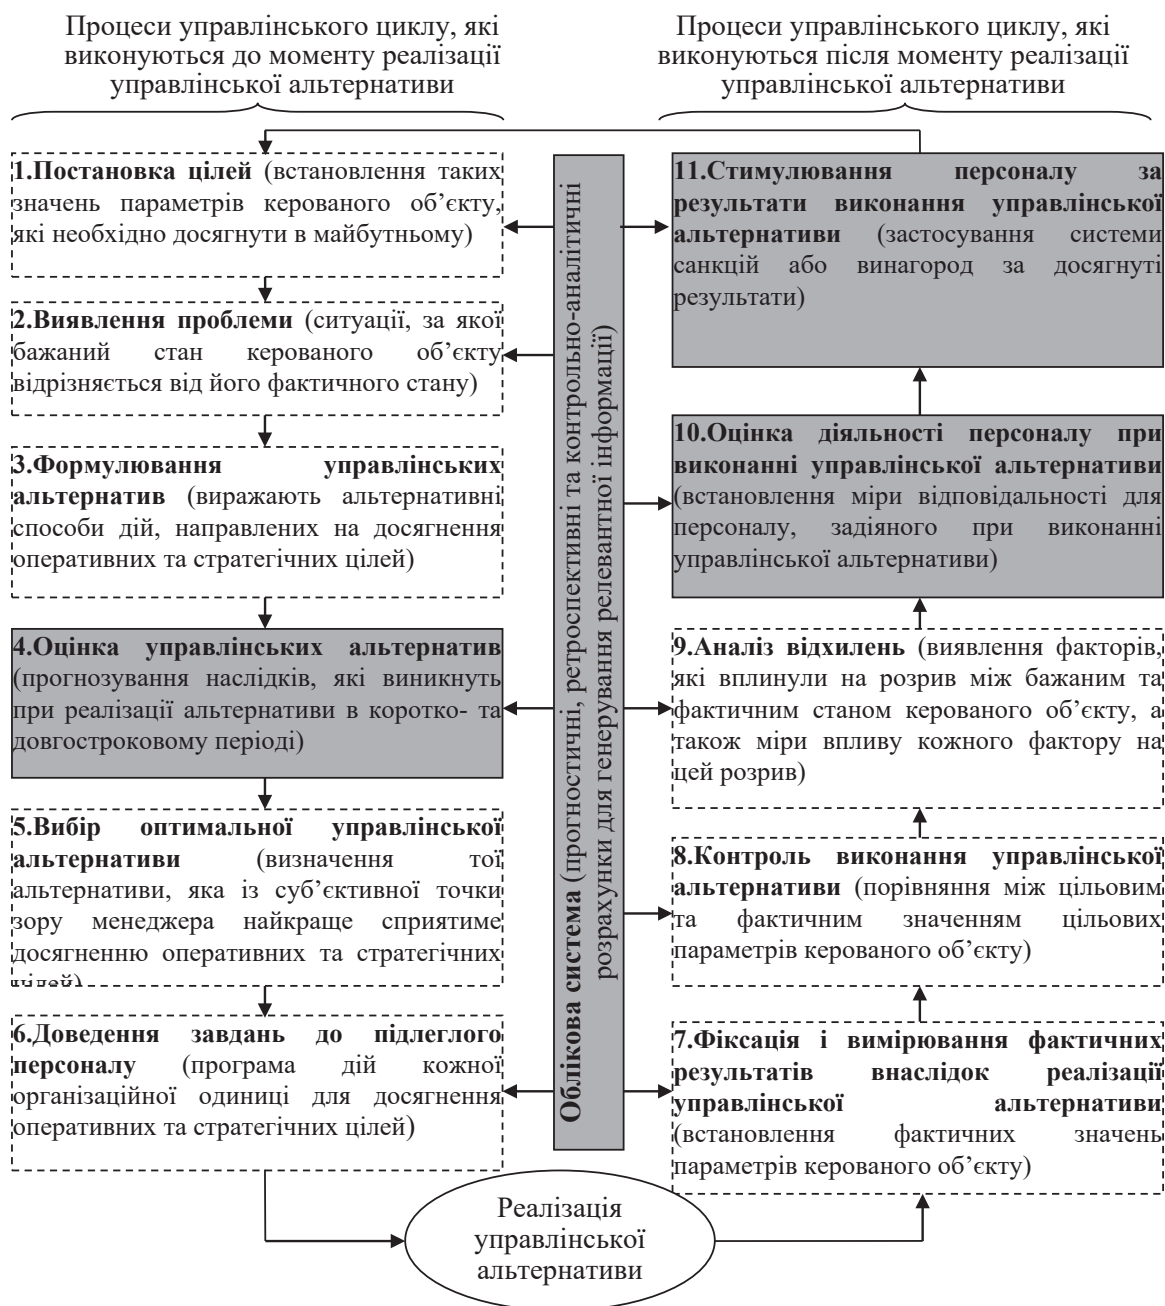 Процеси управлінського циклу, які
виконуються до моменту реалізації
управлінської альтернативи
Процеси управлінського циклу, які
виконуються після моменту реалізації
управлінської альтернативи
1.Постановка цілей (встановлення таких
значень параметрів керованого об’єкту,
які необхідно досягнути в майбутньому)
2.Виявлення проблеми (ситуації, за якої
бажаний стан керованого об’єкту
відрізняється від його фактичного стану)
3.Формулювання управлінських
альтернатив (виражають альтернативні
способи дій, направлених на досягнення
оперативних та стратегічних цілей)
4.Оцінка управлінських альтернатив
(прогнозування наслідків, які виникнуть
при реалізації альтернативи в коротко- та
довгостроковому періоді)
5.Вибір оптимальної управлінської
альтернативи (визначення тої
альтернативи, яка із суб’єктивної точки
зору менеджера найкраще сприятиме
досягненню оперативних та стратегічних
цілей)
6.Доведення завдань до підлеглого
персоналу (програма дій кожної
організаційної одиниці для досягнення
оперативних та стратегічних цілей)
Облікова система (прогностичні, ретроспективні та контрольно-аналітичні
розрахунки для генерування релевантної інформації)
11.Стимулювання персоналу за
результати виконання управлінської
альтернативи (застосування системи
санкцій або винагород за досягнуті
результати)
10.Оцінка діяльності персоналу при
виконанні управлінської альтернативи
(встановлення міри відповідальності для
персоналу, задіяного при виконанні
управлінської альтернативи)
9.Аналіз відхилень (виявлення факторів,
які вплинули на розрив між бажаним та
фактичним станом керованого об’єкту, а
також міри впливу кожного фактору на
цей розрив)
8.Контроль виконання управлінської
альтернативи (порівняння між цільовим
та фактичним значенням цільових
параметрів керованого об’єкту)
7.Фіксація і вимірювання фактичних
результатів внаслідок реалізації
управлінської альтернативи
(встановлення фактичних значень
параметрів керованого об’єкту)
Реалізація
управлінської
альтернативи